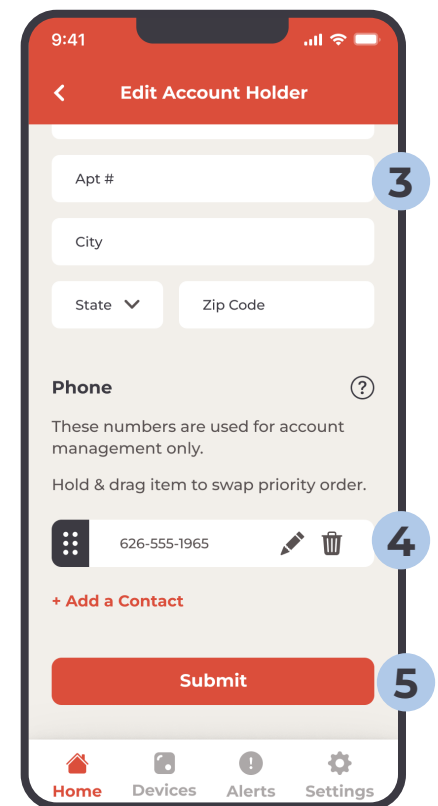 9:41
Edit Account Holder
Apt #
3
City
State
Zip Code
Phone
?
These numbers are used for account
management only.
Hold & drag item to swap priority order.
626-555-1965
4
+ Add a Contact
Submit
5
Home Devices Alerts Settings